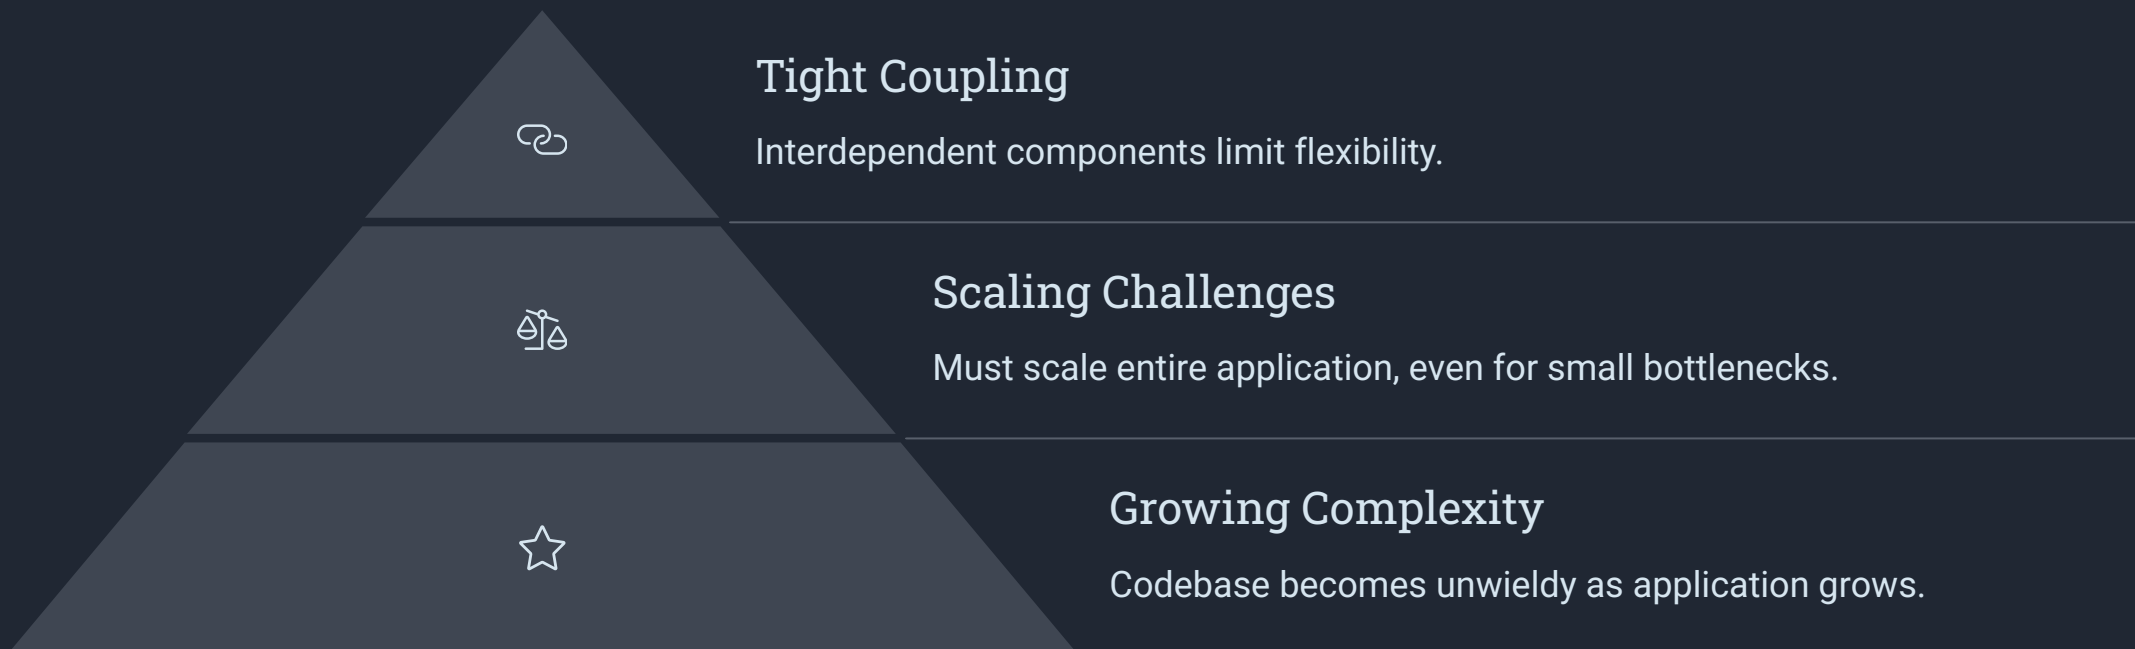 Tight Coupling
Interdependent components limit flexibility.
Scaling Challenges
Must scale entire application, even for small bottlenecks.
Growing Complexity
Codebase becomes unwieldy as application grows.